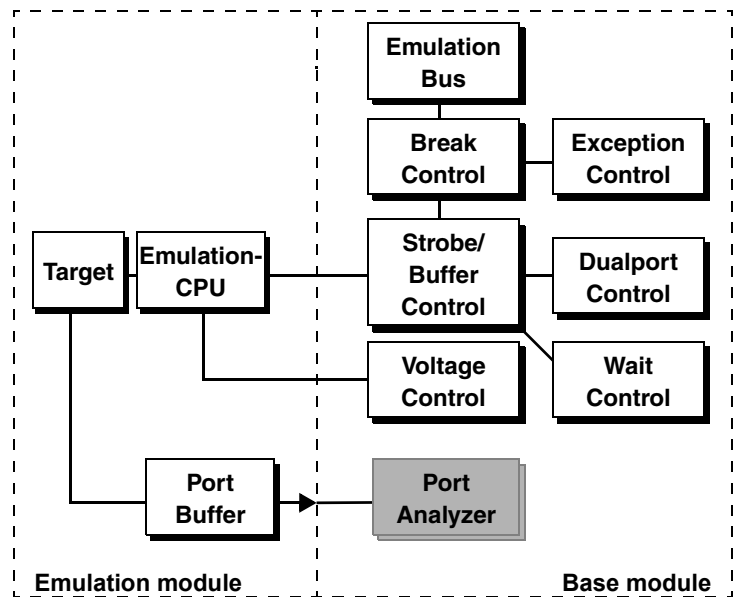 Emulation
Bus
Break
Control
Exception
Control
Target
Emulation-
CPU
Strobe/
Buffer
Control
Dualport
Control
Voltage
Control
Wait
Control
Port
Buffer
Port
Analyzer
Emulation module
Base module